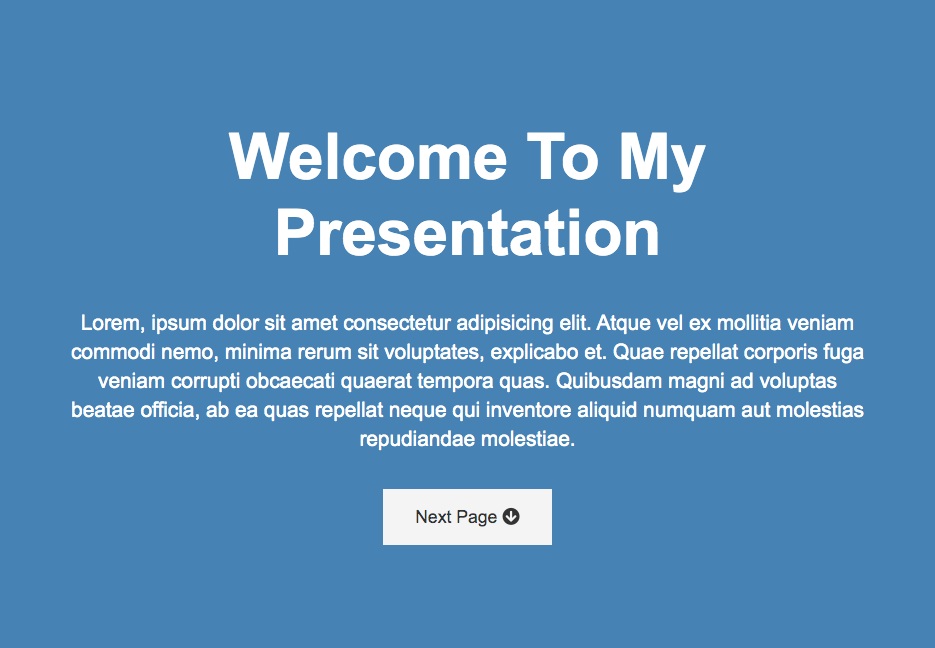 Welcome To My
Presentation
Lorem, ipsum dolor sit amet consectetur adipisicing elit. Atque vel ex mollitia veniam
commodi nemo, minima rerum sit voluptates, explicabo et. Quae repellat corporis fuga
veniam corrupti obcaecati quaerat tempora quas. Quibusdam magni ad voluptas
beatae officia, ab ea quas repellat neque qui inventore aliquid numquam aut molestias
repudiandae molestiae.
Next Page